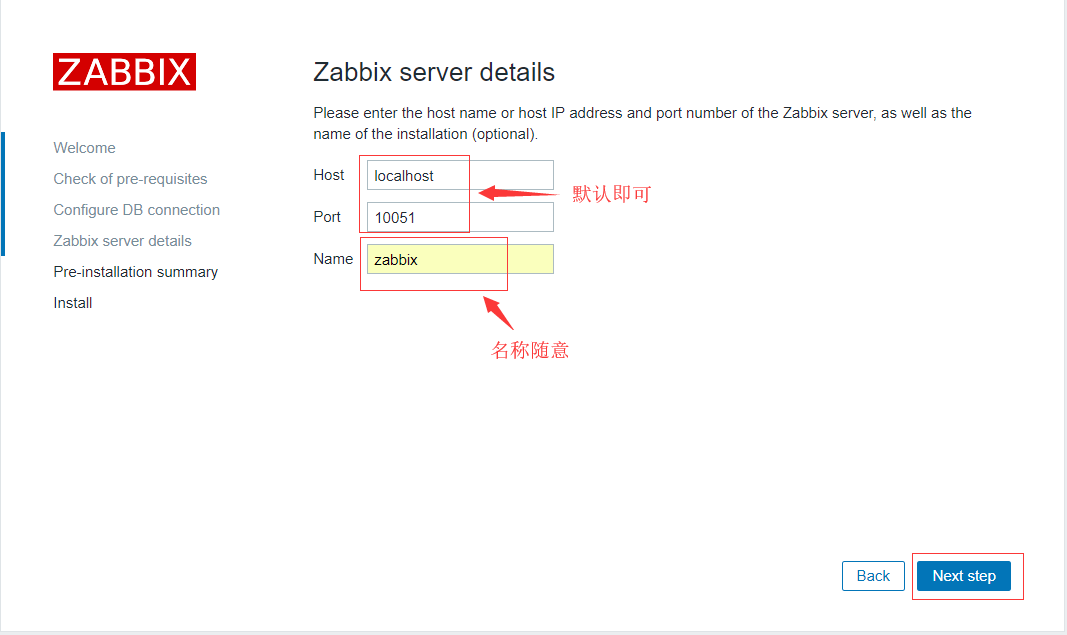 ZABBIX
Welcome
Check of pre-requisites
Configure DB connection
Zabbix server details
Pre-installation summary
Install
Zabbix server details
Please enter the host name or host IP address and port number of the Zabbix server, as well as the
name of the installation (optional).
Host localhost
默认即可
Port 10051
Name zabbix
名称随意
Back Next step